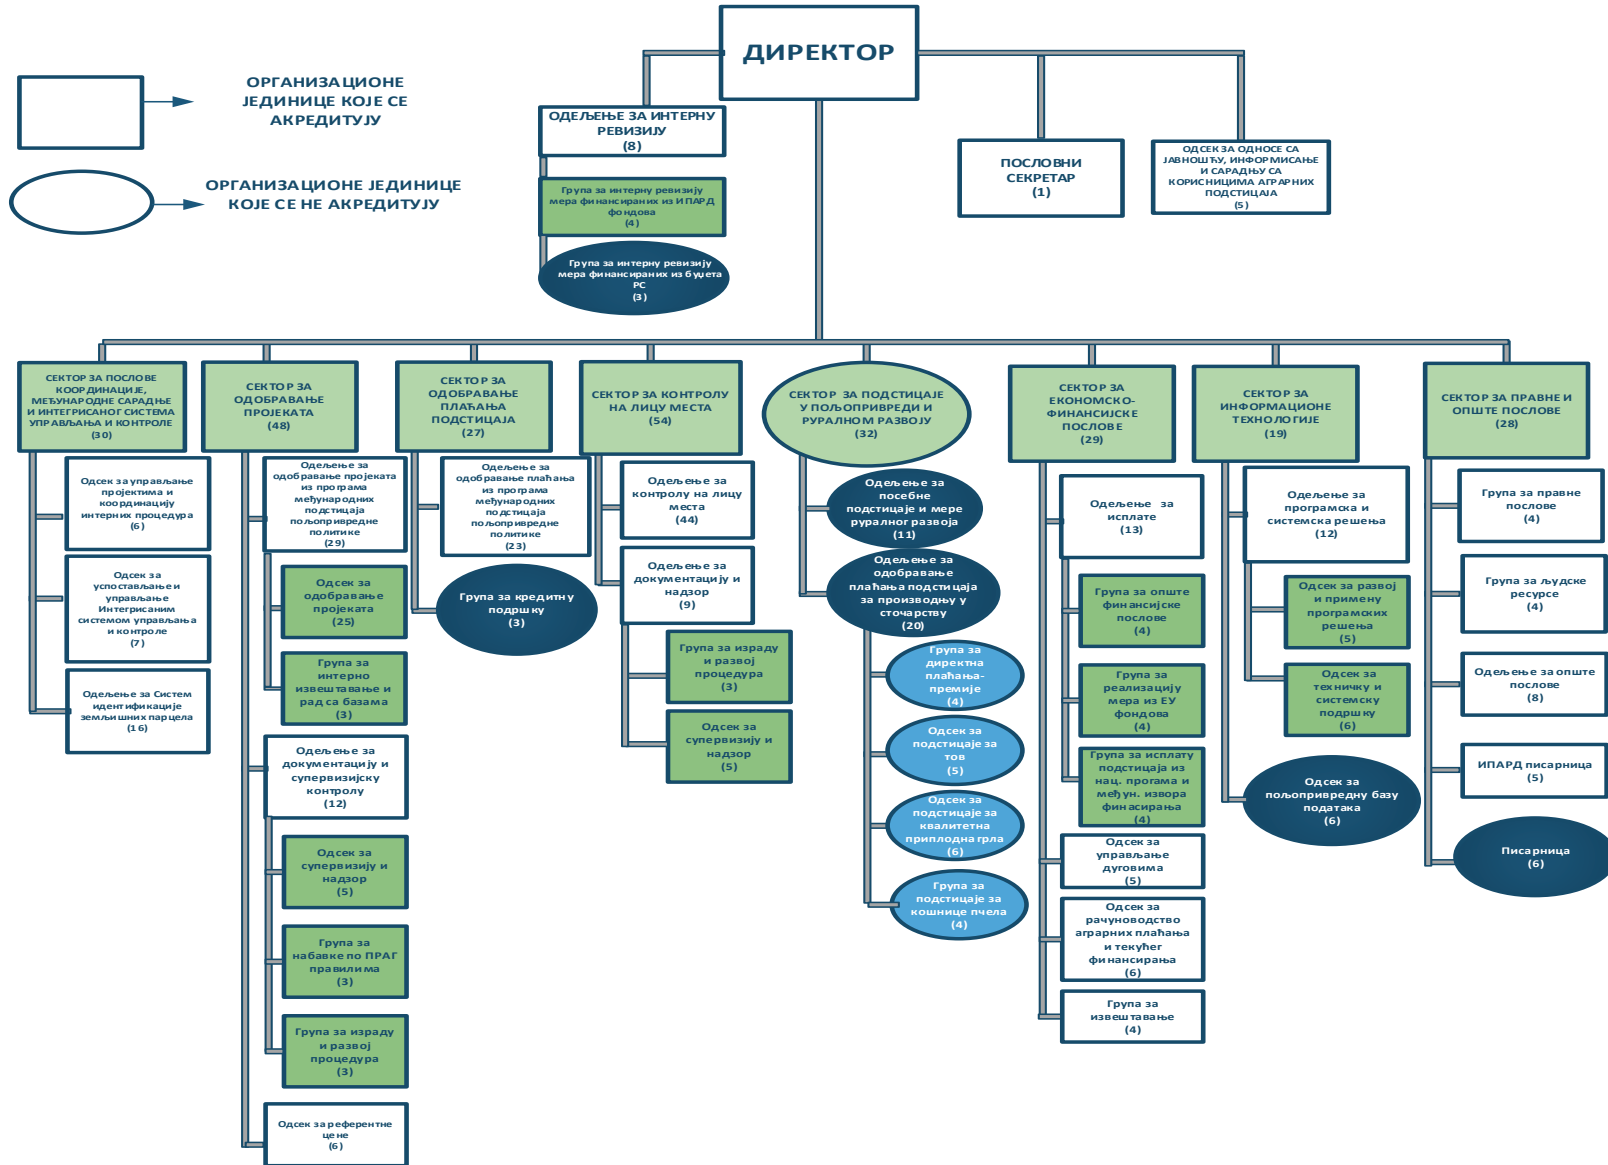 ДИРЕКТОР
ОРГАНИЗАЦИОНЕ
ЈЕДИНИЦЕ КОЈЕ СЕ
АКРЕДИТУЈУ
ОРГАНИЗАЦИОНЕ ЈЕДИНИЦЕ
КОЈЕ СЕ НЕ АКРЕДИТУЈУ
ОДЕЉЕЊЕ ЗА ИНТЕРНУ
РЕВИЗИЈУ
(8)
Група за интерну ревизију
мера финансираних из ИПАРД
фондова
(4)
Група за интерну ревизију
мера финансираних из буџета
РС
(3)
ПОСЛОВНИ
СЕКРЕТАР
(1)
ОДСЕК ЗА ОДНОСЕ СА
ЈАВНОШЋУ, ИНФОРМИСАЊЕ
И САРАДЊУ СА
КОРИСНИЦИМА АГРАРНИХ
ПОДСТИЦАЈА
(5)
СЕКТОР ЗА ПОСЛОВЕ
КООРДИНАЦИЈЕ,
МЕЂУНАРОДНЕ САРАДЊЕ
И ИНТЕГРИСАНОГ СИСТЕМА
УПРАВЉАЊА И КОНТРОЛЕ
(30)
Одсек за управљање
пројектима и
координацију
интерних процедура
(6)
Одсек за
успостављање и
управљање
Интегрисаним
системом управљања
и контроле
(7)
Одељење за Систем
идентификације
земљишних парцела
(16)
СЕКТОР ЗА
ОДОБРАВАЊЕ
ПРОЈЕКАТА
(48)
Одељење за
одобравање пројеката
из програма
међународних
подстицаја
пољопривредне
политике
(29)
Одсек за
одобравање
пројеката
(25)
Група за
интерно
извештавање и
рад са базама
(3)
Одељење за
документацију и
супервизијску
контролу
(12)
Одсек за
супервизију и
надзор
(5)
Група за
набавке по ПРАГ
правилима
(3)
Група за израду
и развој
процедура
(3)
Одсек за референтне
цене
(6)
СЕКТОР ЗА
ОДОБРАВАЊЕ
ПЛАЋАЊА
ПОДСТИЦАЈА
(27)
Одељење за
одобравање плаћања
из програма
међународних
подстицаја
пољопривредне
политике
(23)
Група за кредитну
подршку
(3)
СЕКТОР ЗА КОНТРОЛУ
НА ЛИЦУ МЕСТА
(54)
Одељење за
контролу на лицу
места
(44)
Одељење за
документацију и
надзор
(9)
Група за израду
и развој
процедура
(3)
Одсек за
супервизију и
надзор
(5)
СЕКТОР ЗА ПОДСТИЦАЈЕ
У ПОЉОПРИВРЕДИ И
РУРАЛНОМ РАЗВОЈУ
(32)
Одељење за
посебне
подстицаје и мере
руралног развоја
(11)
Одељење за
одобравање
плаћања подстицаја
за производњу у
сточарству
(20)
Група за
директна
плаћања-
премије
(4)
Одсек за
подстицаје за
тов
(5)
Одсек за
подстицаје за
квалитетна
приплодна грла
(6)
Група за
подстицаје за
кошнице пчела
(4)
СЕКТОР ЗА
ЕКОНОМСКО-
ФИНАНСИЈСКЕ
ПОСЛОВЕ
(29)
Одељење за
исплате
(13)
Група за опште
финансијске
послове
(4)
Група за
реализацију
мера из ЕУ
фондова
(4)
Група за исплату
подстицаја из
нац. прогама и
међун. извора
финасирања
(4)
Одсек за
управљање
дуговима
(5)
Одсек за
рачуноводство
аграрних плаћања
и текућег
финансирања
(6)
Група за
извештавање
(4)
СЕКТОР ЗА
ИНФОРМАЦИОНЕ
ТЕХНОЛОГИЈЕ
(19)
Одељење за
програмска и
системска решења
(12)
Одсек за развој
и примену
програмских
решења
(5)
Одсек за
техничку и
системску
подршку
(6)
Одсек за
пољопривредну базу
података
(6)
СЕКТОР ЗА ПРАВНЕ И
ОПШТЕ ПОСЛОВЕ
(28)
Група за правне
послове
(4)
Група за људске
ресурсе
(4)
Одељење за опште
послове
(8)
ИПАРД писарница
(5)
Писарница
(6)